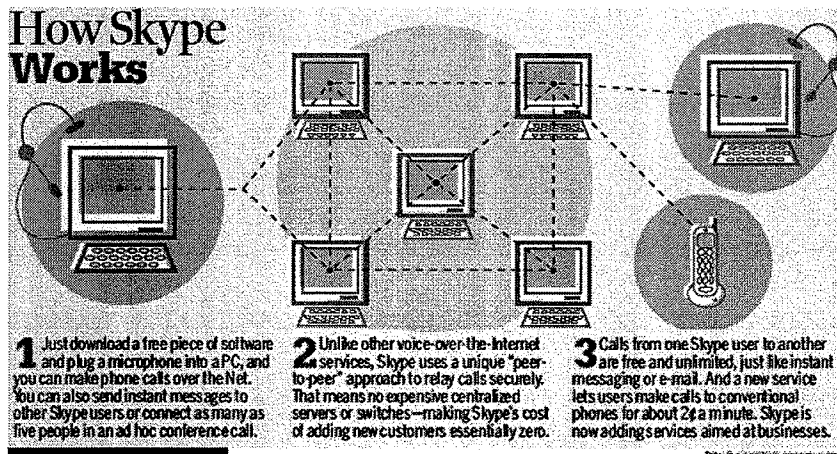 How Skype
Works
1 Just download a free piece of software
and plug a microphone into a PC, and
you can make phone calls over the Net.
You can also send instant messages to
other Skype users or connect as many as
five people in an ad hoc conference call.
2 Unlike other voice-over-the-Internet
services, Skype uses a unique "peer-
to-peer" approach to relay calls securely.
That means no expensive centralized
servers or switches—making Skype's cost
of adding new customers essentially zero.
3 Calls from one Skype user to another
are free and unlimited, just like instant
messaging or e-mail. And a new service
lets users make calls to conventional
phones for about 2¢ a minute. Skype is
now adding services aimed at businesses.